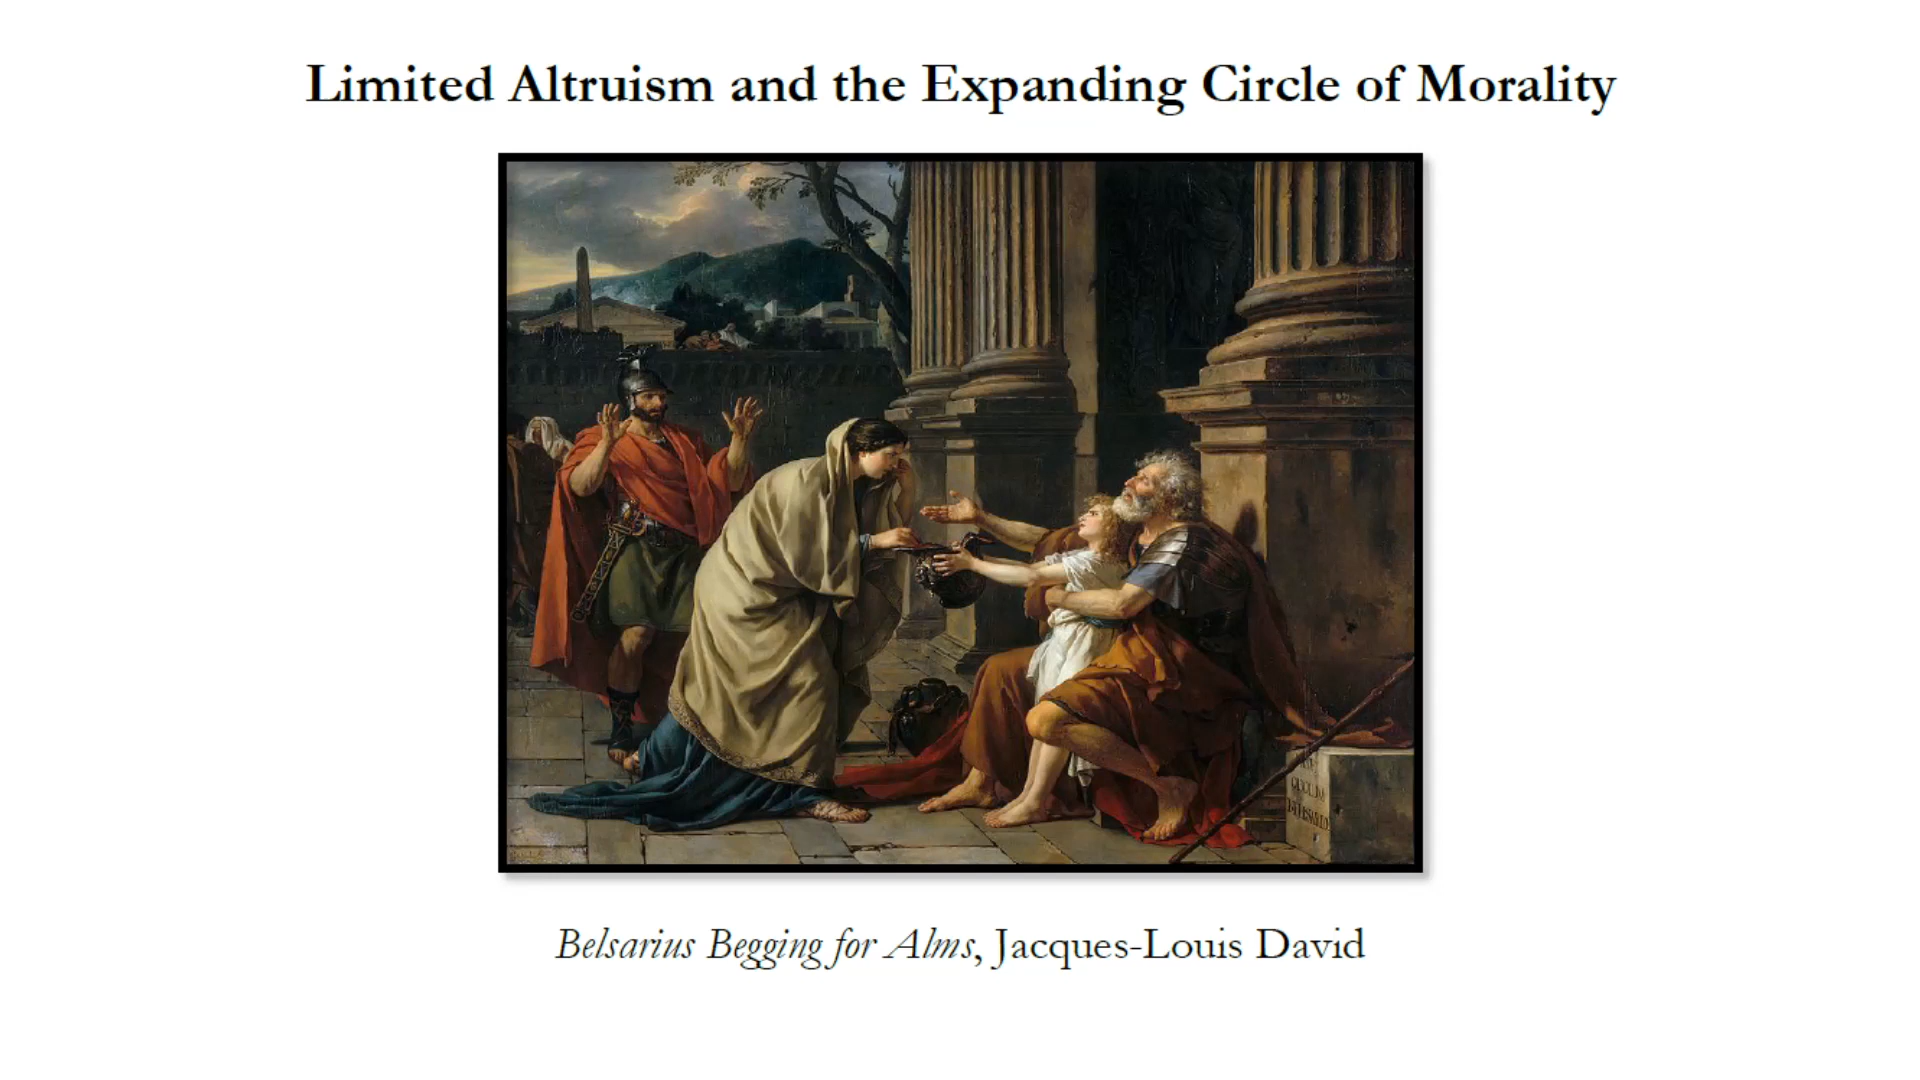 Limited Altruism and the Expanding Circle of Morality
Belsarius Begging for Alms, Jacques-Louis David